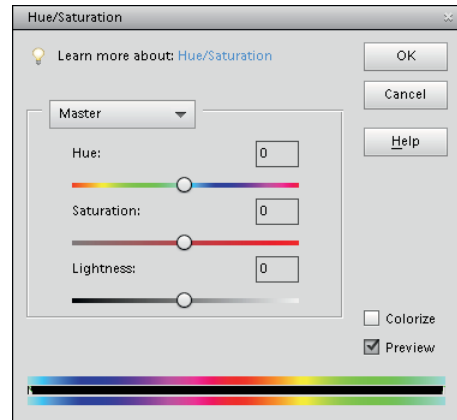 Hue/Saturation
Learn more about: Hue/Saturation
OK
Cancel
Help
Master
Hue: 0
Saturation: 0
Lightness: 0
Colorize
Preview